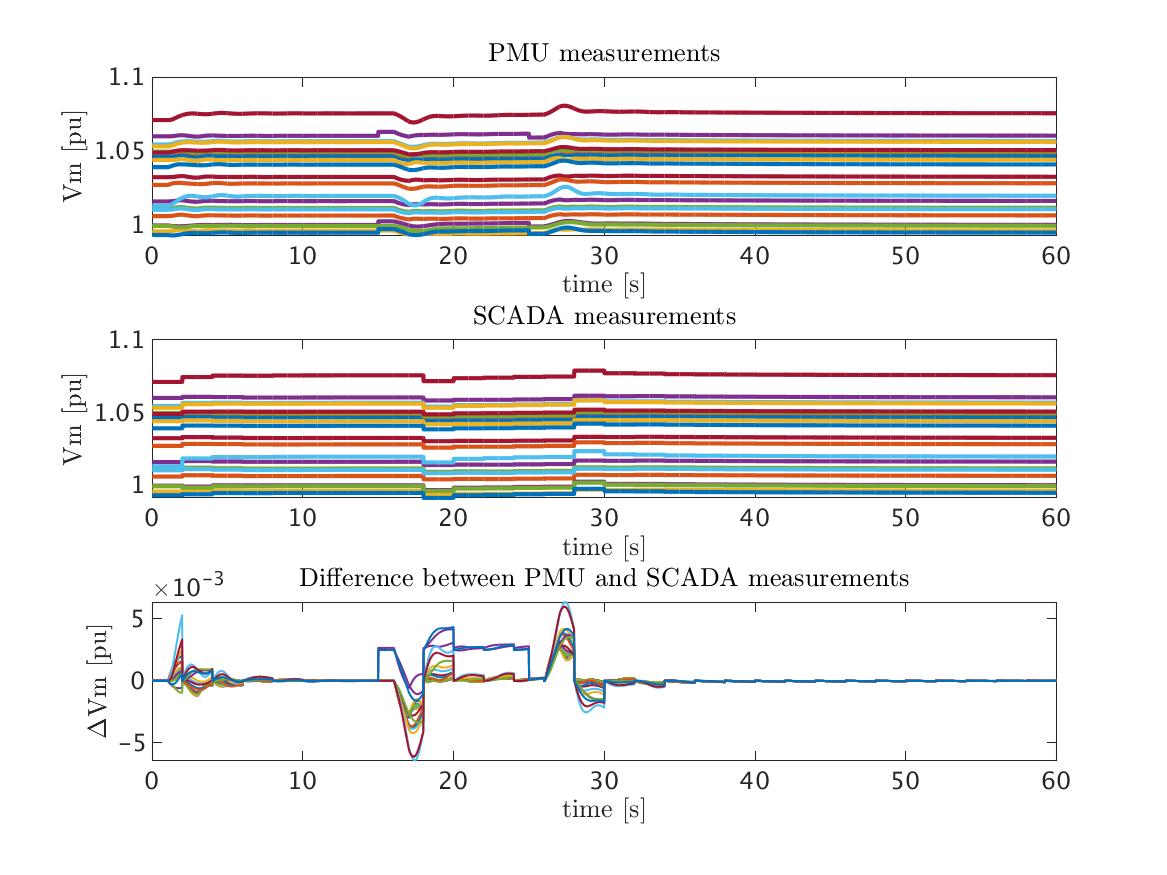 PMU measurements
1.1
1.05
1
Vm [pu]
0 10 20 30 40 50 60
time [s]
SCADA measurements
1.1
1.05
1
Vm [pu]
0 10 20 30 40 50 60
time [s]
Difference between PMU and SCADA measurements
×10⁻³
5
0
-5
ΔVm [pu]
0 10 20 30 40 50 60
time [s]